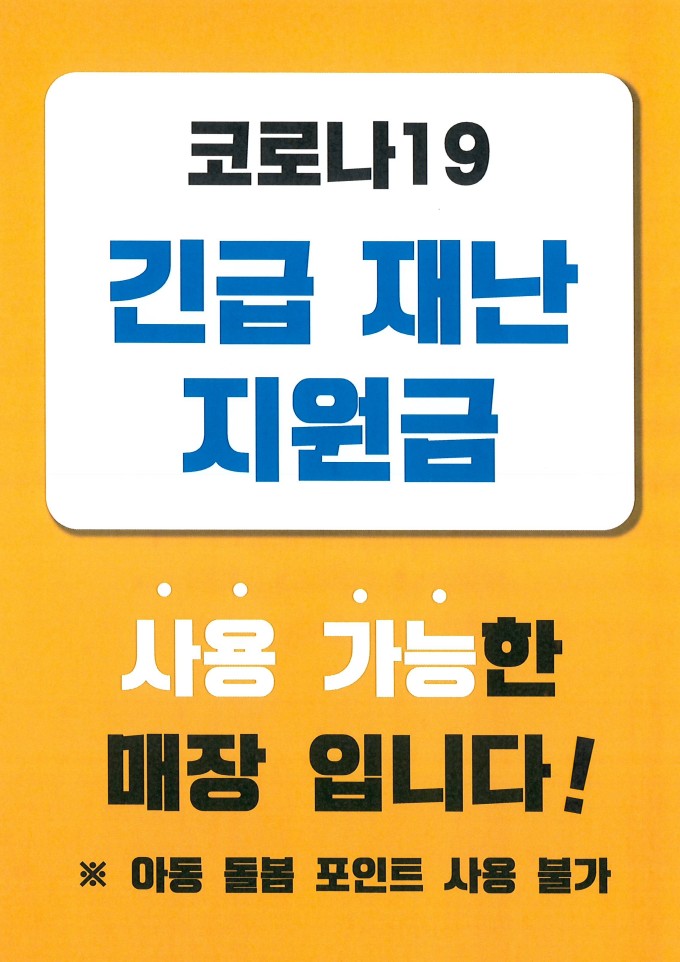 코로나19
긴급 재난
지원금
사용 가능한
매장 입니다!
※ 아동 돌봄 포인트 사용 불가